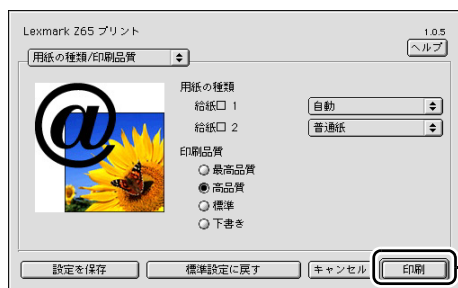 Lexmark Z65 プリント
1.0.5
用紙の種類/印刷品質
ヘルプ
用紙の種類
給紙口 1
自動
給紙口 2
普通紙
印刷品質
最高品質
高品質
標準
下書き
設定を保存
標準設定に戻す
キャンセル
印刷